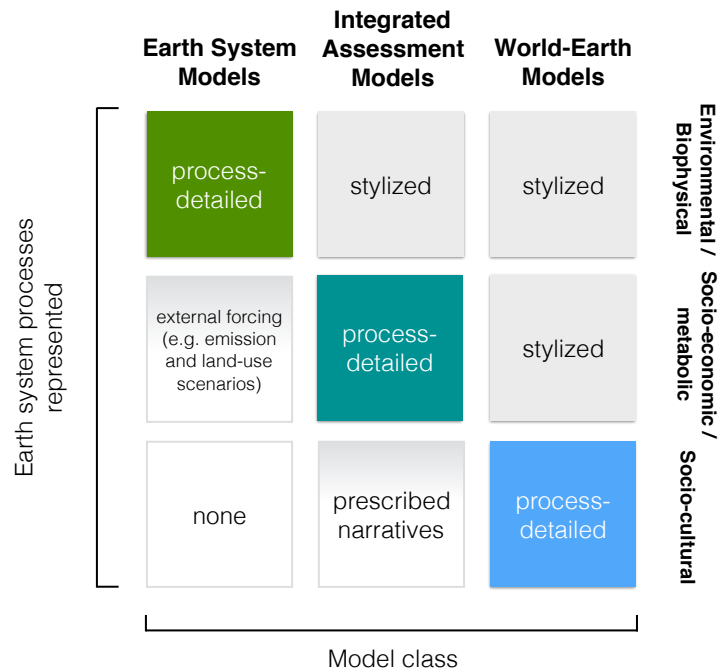 Earth System
Models
Integrated
Assessment
Models
World-Earth
Models
process-
detailed
stylized
stylized
Environmental /
Biophysical
external forcing
(e.g. emission
and land-use
scenarios)
process-
detailed
stylized
Socio-economic /
metabolic
none
prescribed
narratives
process-
detailed
Socio-cultural
Earth system processes
represented
Model class